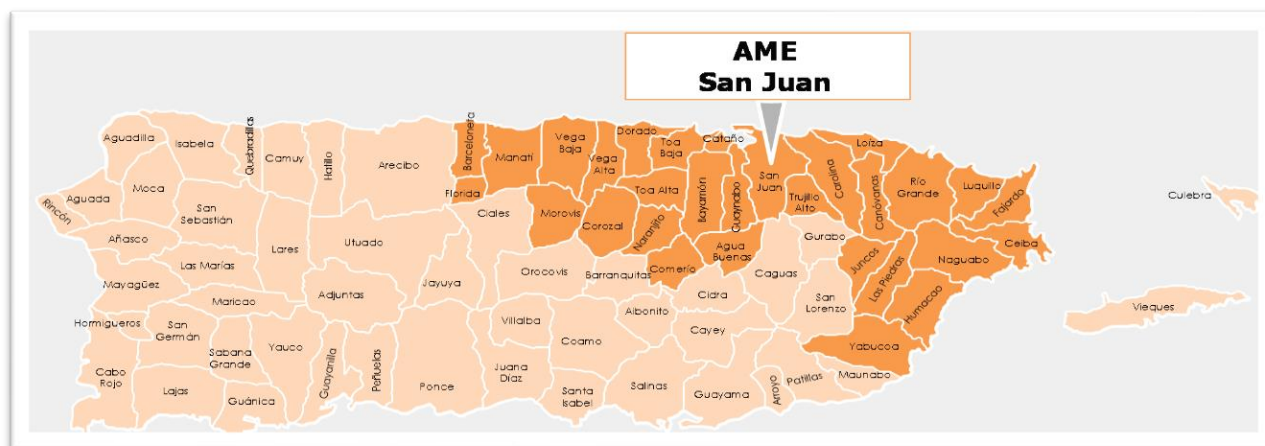 AME
San Juan
Aguadilla
Isabela
Quebradillas
Camuy
Hatillo
Arecibo
Barceloneta
Manatí
Vega
Baja
Vega
Alta
Dorado
Toa
Baja
Cataño
San
Juan
Carolina
Loíza
Canóvanas
Río
Grande
Luquillo
Fajardo
Culebra
Rincón
Aguada
Moca
San
Sebastián
Florida
Ciales
Morovis
Corozal
Toa Alta
Naranjito
Bayamón
Guaynabo
Trujillo
Alto
Gurabo
Ceiba
Añasco
Las Marías
Lares
Utuado
Jayuya
Orocovis
Barranquitas
Comerío
Agua
Buenas
Caguas
Juncos
Las Piedras
Naguabo
Humacao
Vieques
Mayagüez
Maricao
Adjuntas
Villalba
Aibonito
Cidra
San
Lorenzo
Hormigueros
San
Germán
Sabana
Grande
Yauco
Guayanilla
Peñuelas
Ponce
Juana
Díaz
Coamo
Cayey
Yabucoa
Cabo
Rojo
Lajas
Guánica
Santa
Isabel
Salinas
Guayama
Arroyo
Patillas
Maunabo